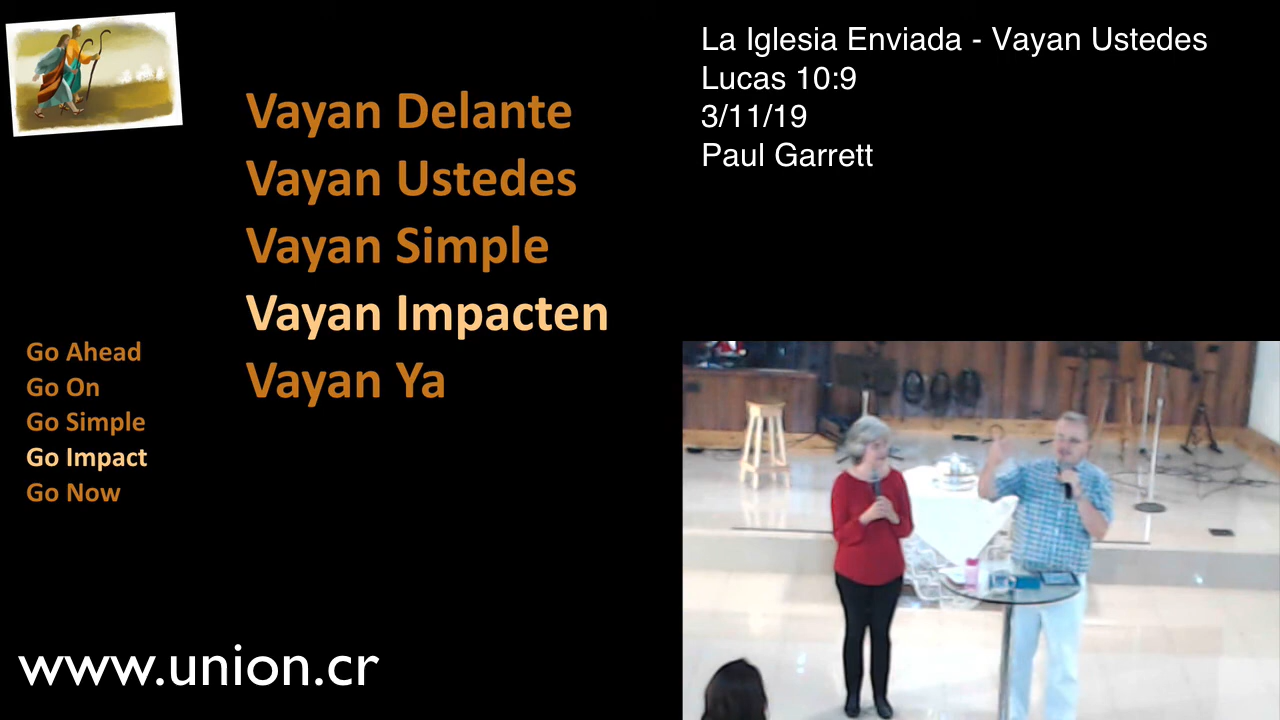 Vayan Delante
Vayan Ustedes
Vayan Simple
Vayan Impacten
Vayan Ya
Go Ahead
Go On
Go Simple
Go Impact
Go Now
www.union.cr
La Iglesia Enviada - Vayan Ustedes
Lucas 10:9
3/11/19
Paul Garrett